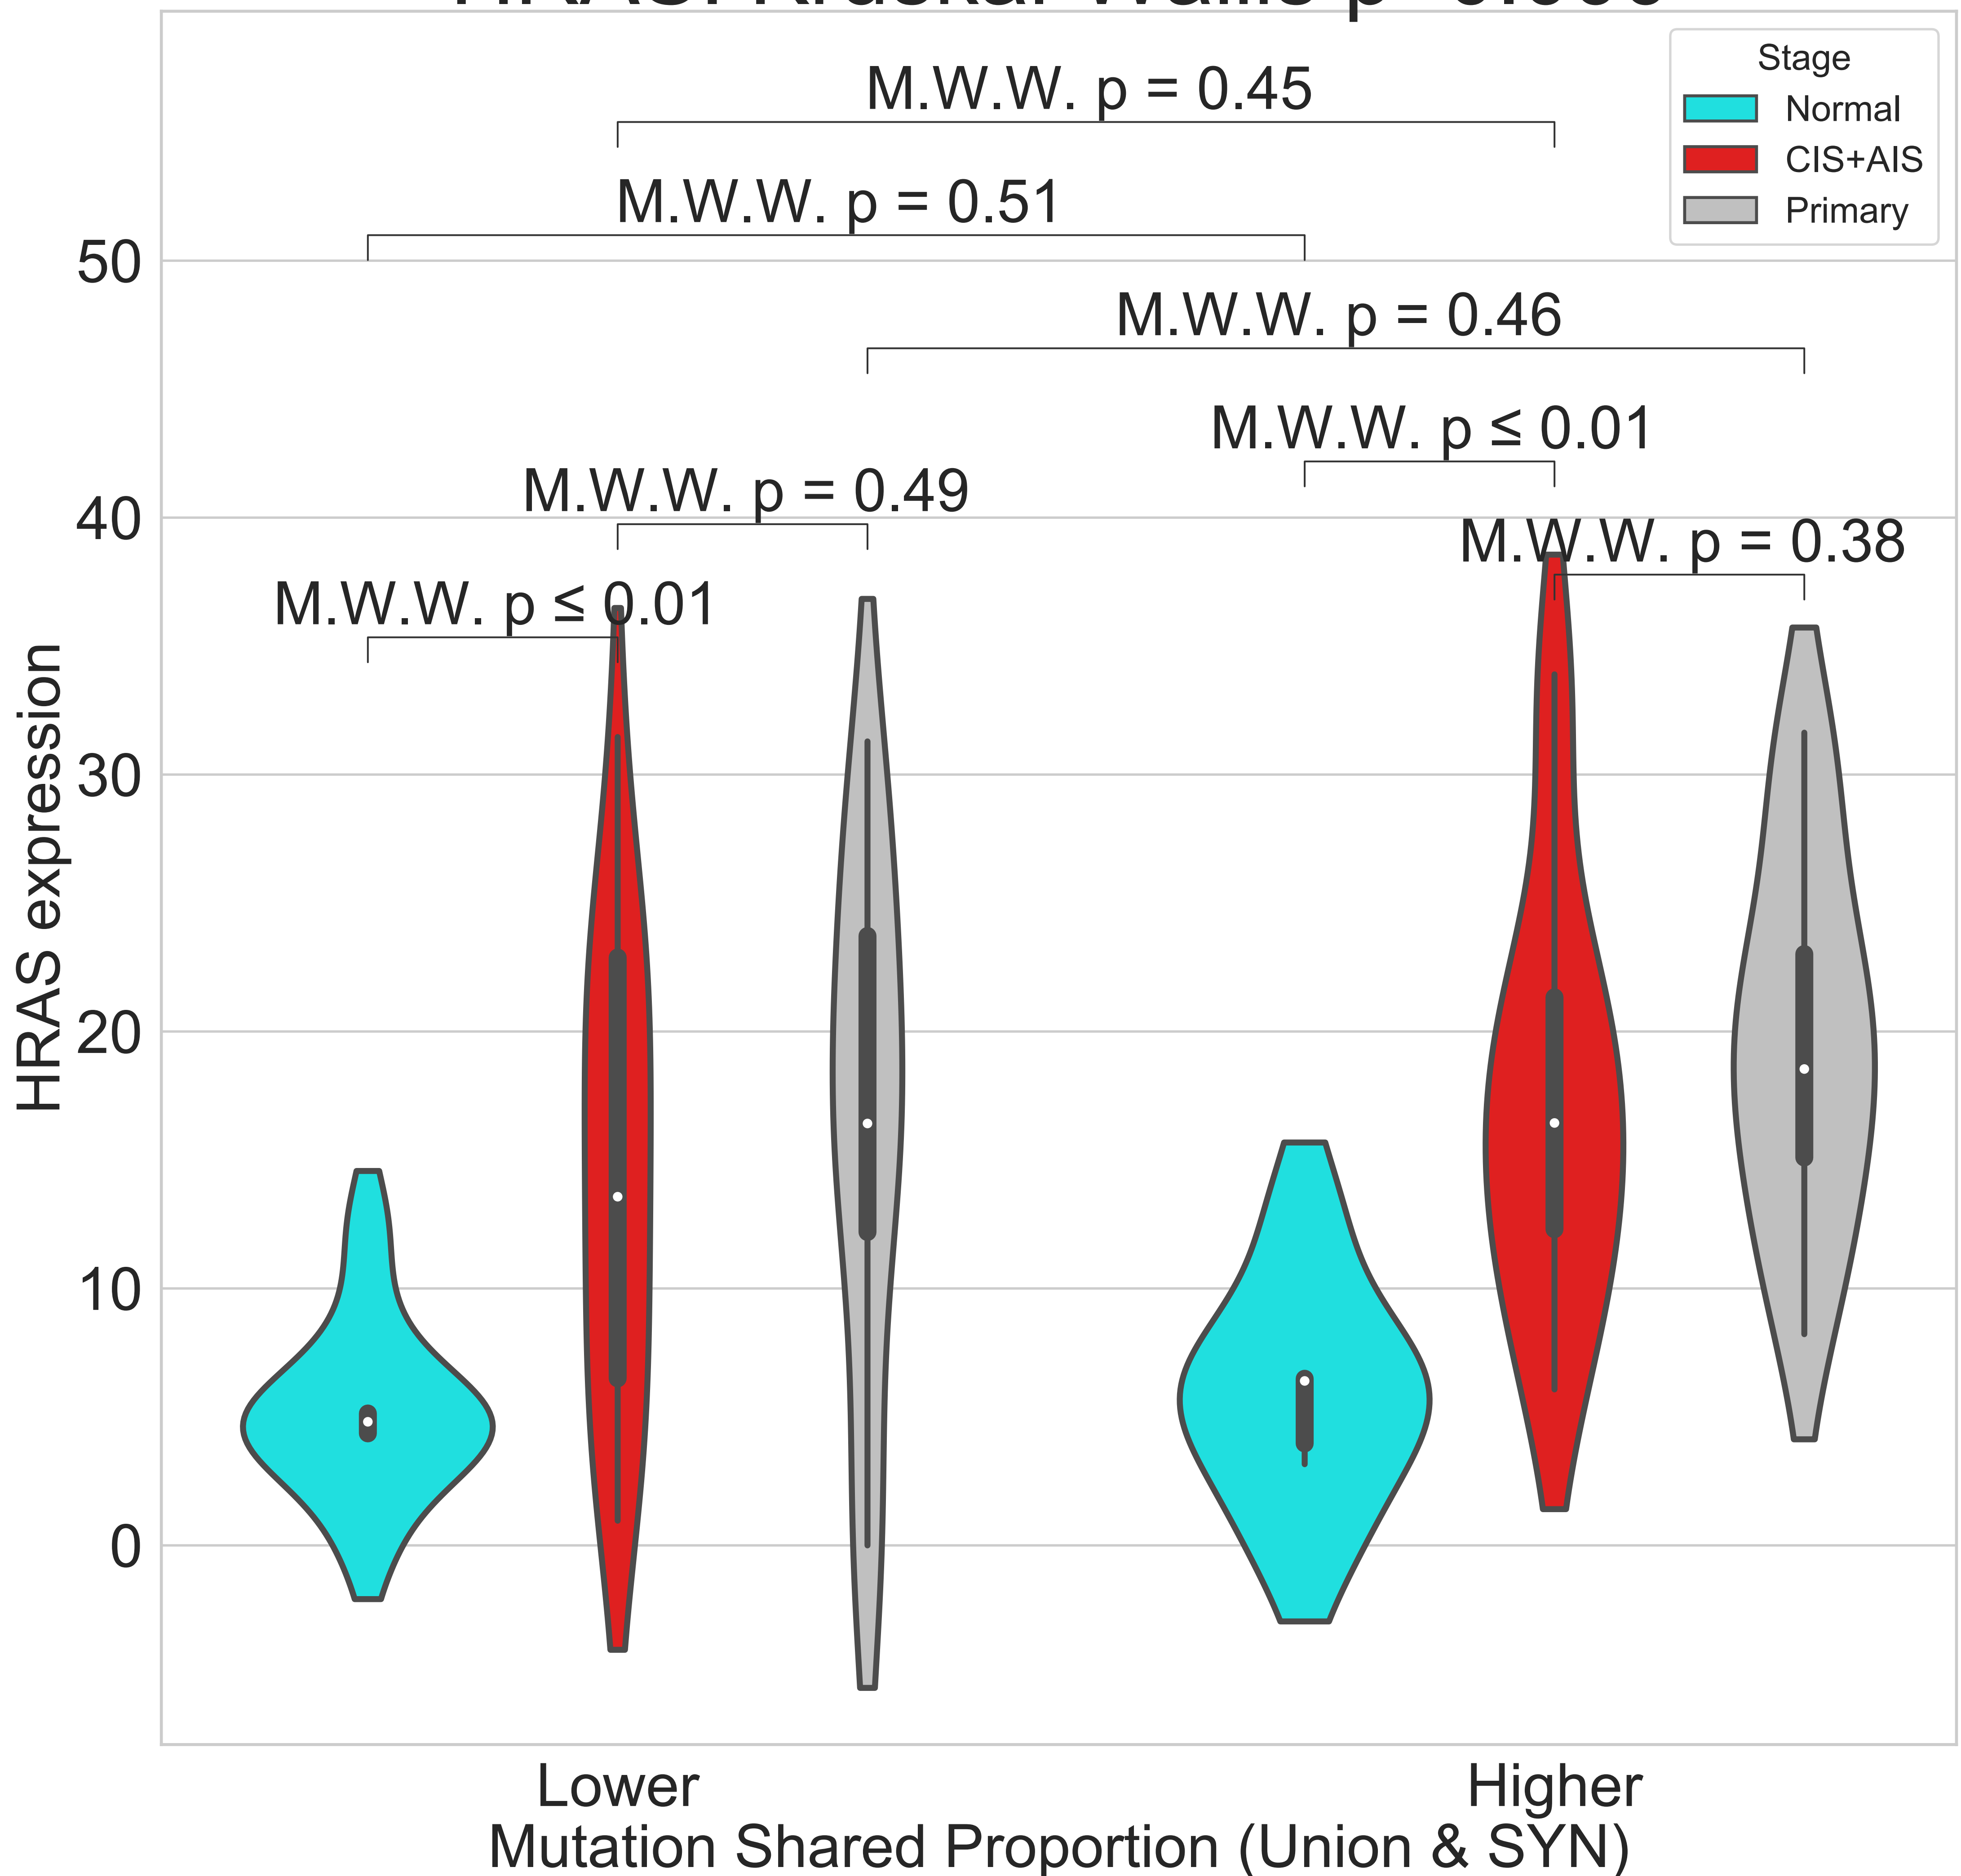 Stage
Normal
CIS+AIS
Primary
M.W.W. p = 0.45
M.W.W. p = 0.51
M.W.W. p = 0.46
M.W.W. p ≤ 0.01
M.W.W. p = 0.49
M.W.W. p = 0.38
M.W.W. p ≤ 0.01
HRAS expression
50
40
30
20
10
0
Lower
Higher
Mutation Shared Proportion (Union & SYN)